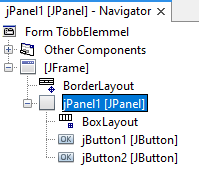 jPanel1 [JPanel] - Navigator
Form TöbbElemmel
Other Components
[JFrame]
BorderLayout
jPanel1 [JPanel]
BoxLayout
OK jButton1 [JButton]
OK jButton2 [JButton]